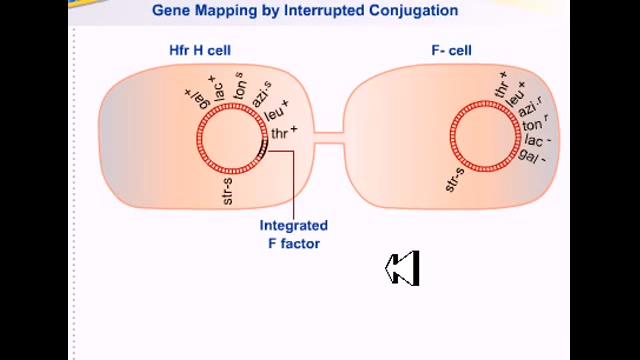 Gene Mapping by Interrupted Conjugation
Hfr H cell
F- cell
gal+
lac+
ton s
azi-s
leu+
thr+
str-s
thr+
leu+
azi-r
ton r
lac-
gal-
str-s
Integrated
F factor